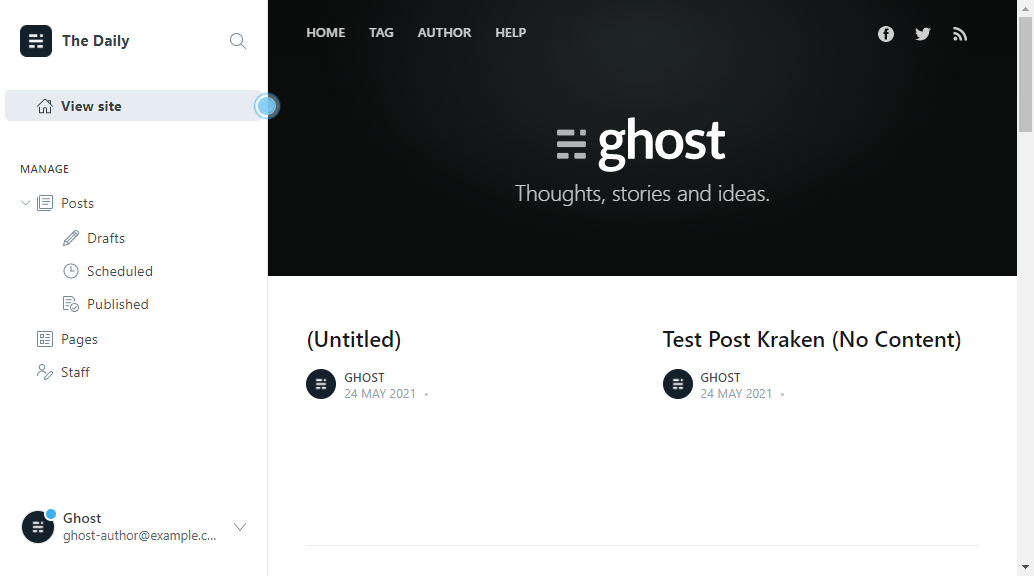 The Daily
View site
MANAGE
Posts
Drafts
Scheduled
Published
Pages
Staff
Ghost
ghost-author@example.c...
HOME TAG AUTHOR HELP
ghost
Thoughts, stories and ideas.
(Untitled)
GHOST
24 MAY 2021 •
Test Post Kraken (No Content)
GHOST
24 MAY 2021 •